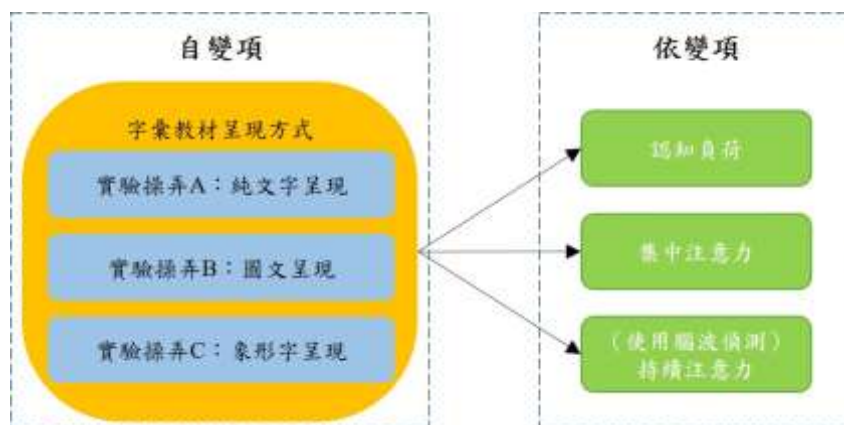 自變項
字彙教材呈現方式
實驗操弄A：純文字呈現
實驗操弄B：圖文呈現
實驗操弄C：象形字呈現
依變項
認知負荷
集中注意力
（使用腦波偵測）
持續注意力